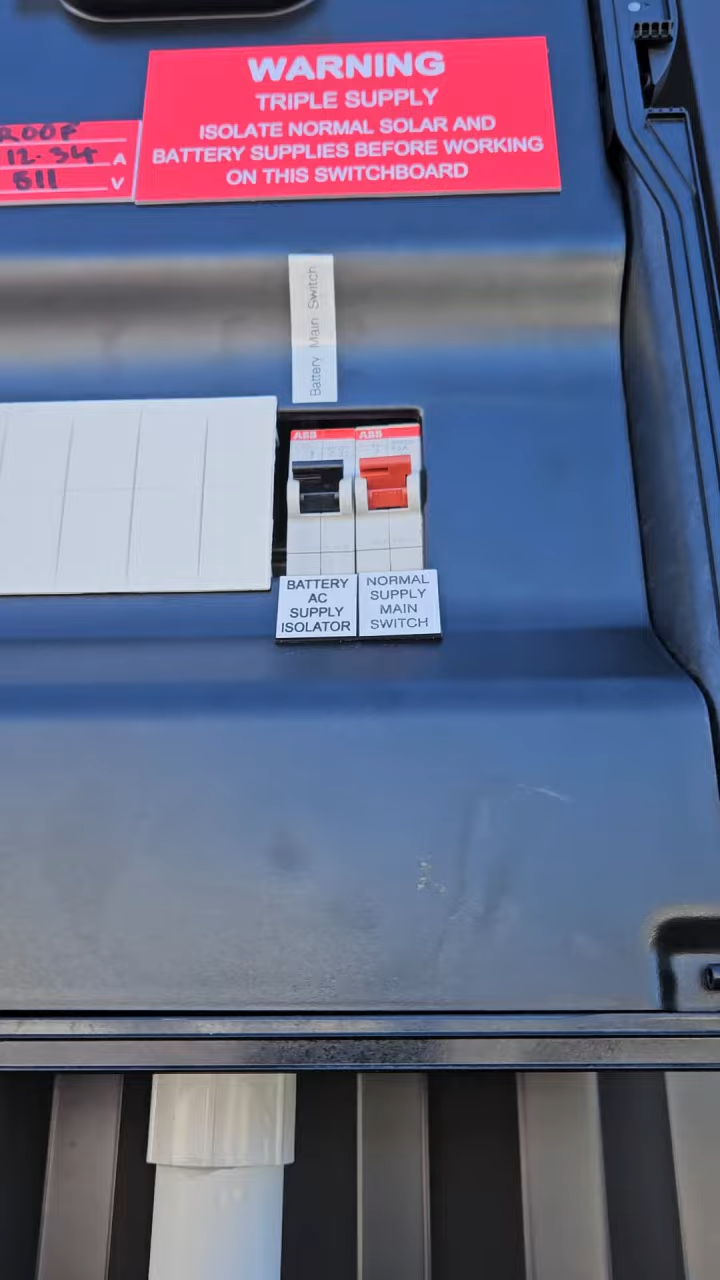 WARNING
TRIPLE SUPPLY
ISOLATE NORMAL SOLAR AND
BATTERY SUPPLIES BEFORE WORKING
ON THIS SWITCHBOARD
ROOF
12.34 A
511 V
Battery Main Switch
ABB
ABB
BATTERY
AC
SUPPLY
ISOLATOR
NORMAL
SUPPLY
MAIN
SWITCH